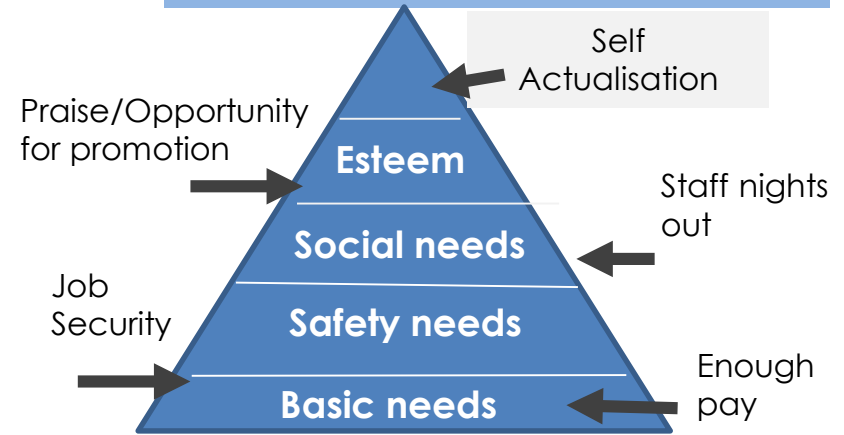 Self
Actualisation
Praise/Opportunity
for promotion
Esteem
Staff nights
out
Social needs
Job
Security
Safety needs
Enough
pay
Basic needs